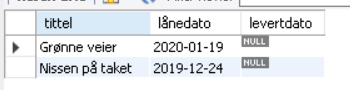 tittel lånedato levertdato
Grønne veier 2020-01-19 NULL
Nissen på taket 2019-12-24 NULL